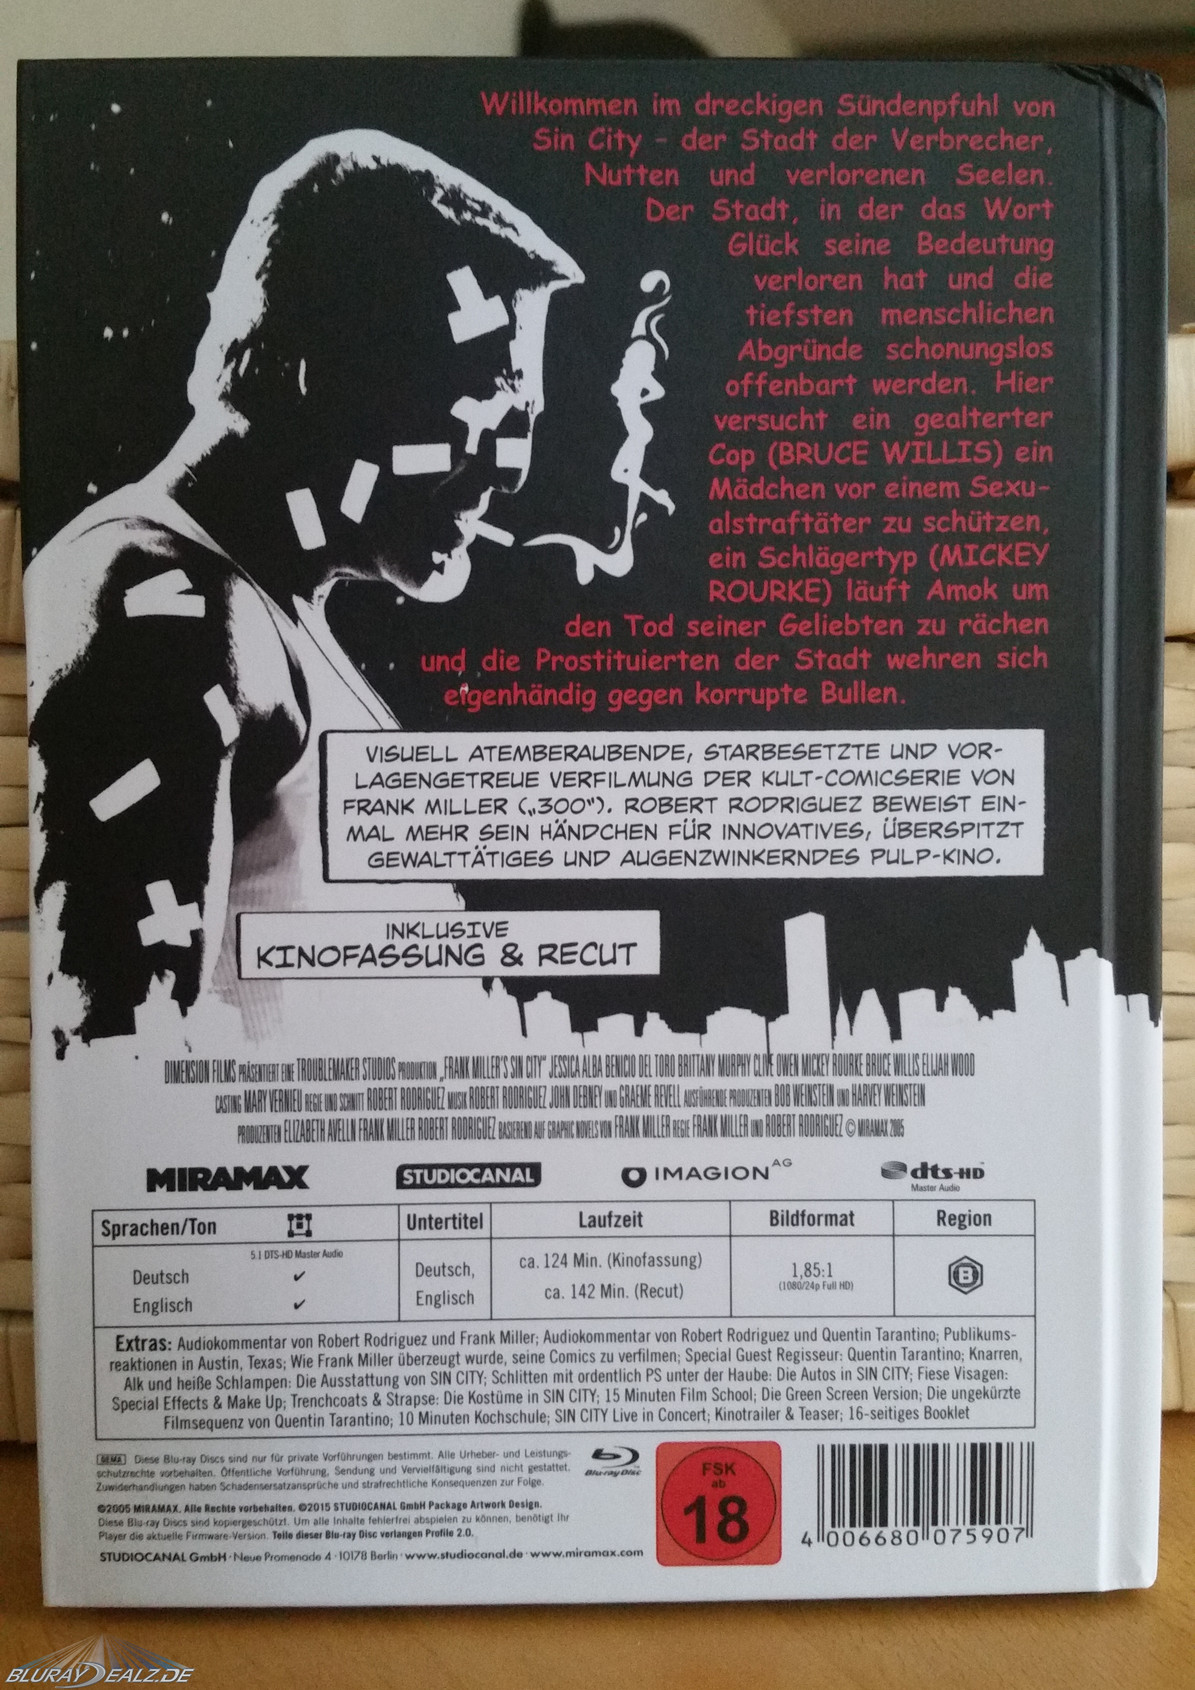 Willkommen im dreckigen Sündenpfuhl von
Sin City - der Stadt der Verbrecher,
Nutten und verlorenen Seelen.
Der Stadt, in der das Wort
Glück seine Bedeutung
verloren hat und die
tiefsten menschlichen
Abgründe schonungslos
offenbart werden. Hier
versucht ein gealterter
Cop (BRUCE WILLIS) ein
Mädchen vor einem Sexu-
alstraftäter zu schützen,
ein Schlägertyp (MICKEY
ROURKE) läuft Amok um
den Tod seiner Geliebten zu rächen
und die Prostituierten der Stadt wehren sich
eigenhändig gegen korrupte Bullen.
VISUELL ATEMBERAUBENDE, STARBESETZTE UND VOR-
LAGENGETREUE VERFILMUNG DER KULT-COMICSERIE VON
FRANK MILLER („300“). ROBERT RODRIGUEZ BEWEIST EIN-
MAL MEHR SEIN HÄNDCHEN FÜR INNOVATIVES, ÜBERSPITZT
GEWALTTÄTIGES UND AUGENZWINKERNDES PULP-KINO.
INKLUSIVE
KINOFASSUNG & RECUT
DIMENSION FILMS PRÄSENTIERT EINE TROUBLEMAKER STUDIOS PRODUKTION „FRANK MILLER'S SIN CITY“ JESSICA ALBA BENICIO DEL TORO BRITTANY MURPHY CLIVE OWEN MICKEY ROURKE BRUCE WILLIS ELIJAH WOOD
CASTING MARY VERNIEU REGIE UND SCHNITT ROBERT RODRIGUEZ MUSIK ROBERT RODRIGUEZ JOHN DEBNEY UND GRAEME REVELL AUSFÜHRENDE PRODUZENTEN BOB WEINSTEIN UND HARVEY WEINSTEIN
PRODUZENTEN ELIZABETH AVELLN FRANK MILLER ROBERT RODRIGUEZ BASIEREND AUF GRAPHIC NOVELS VON FRANK MILLER REGIE FRANK MILLER UND ROBERT RODRIGUEZ © MIRAMAX 2005
MIRAMAX STUDIOCANAL IMAGION AG dts-HD
Master Audio
Sprachen/Ton Untertitel Laufzeit Bildformat Region
5.1 DTS-HD Master Audio
Deutsch ✓ Deutsch, ca. 124 Min. (Kinofassung) 1,85:1 B
Englisch ✓ Englisch ca. 142 Min. (Recut) (1080/24p Full HD)
Extras: Audiokommentar von Robert Rodriguez und Frank Miller; Audiokommentar von Robert Rodriguez und Quentin Tarantino; Publikums-
reaktionen in Austin, Texas; Wie Frank Miller überzeugt wurde, seine Comics zu verfilmen; Special Guest Regisseur: Quentin Tarantino; Knarren,
Alk und heiße Schlampen: Die Ausstattung von SIN CITY; Schlitten mit ordentlich PS unter der Haube: Die Autos in SIN CITY; Fiese Visagen:
Special Effects & Make Up; Trenchcoats & Strapse: Die Kostüme in SIN CITY; 15 Minuten Film School; Die Green Screen Version; Die ungekürzte
Filmsequenz von Quentin Tarantino; 10 Minuten Kochschule; SIN CITY Live in Concert; Kinotrailer & Teaser; 16-seitiges Booklet
GEMA Diese Blu-ray Discs sind nur für private Vorführungen bestimmt. Alle Urheber- und Leistungs-
schutzrechte vorbehalten. Öffentliche Vorführung, Sendung und Vervielfältigung sind nicht gestattet.
Zuwiderhandlungen haben Schadensersatzansprüche und strafrechtliche Konsequenzen zur Folge.
©2005 MIRAMAX. Alle Rechte vorbehalten. ©2015 STUDIOCANAL GmbH Package Artwork Design.
Diese Blu-ray Discs sind kopiergeschützt. Um alle Inhalte fehlerfrei abspielen zu können, benötigt Ihr
Player die aktuelle Firmware-Version. Teile dieser Blu-ray Disc verlangen Profile 2.0.
STUDIOCANAL GmbH · Neue Promenade 4 · 10178 Berlin · www.studiocanal.de · www.miramax.com
Blu-ray Disc
FSK
ab
18
4 006680 075907
BLURAY-DEALZ.DE